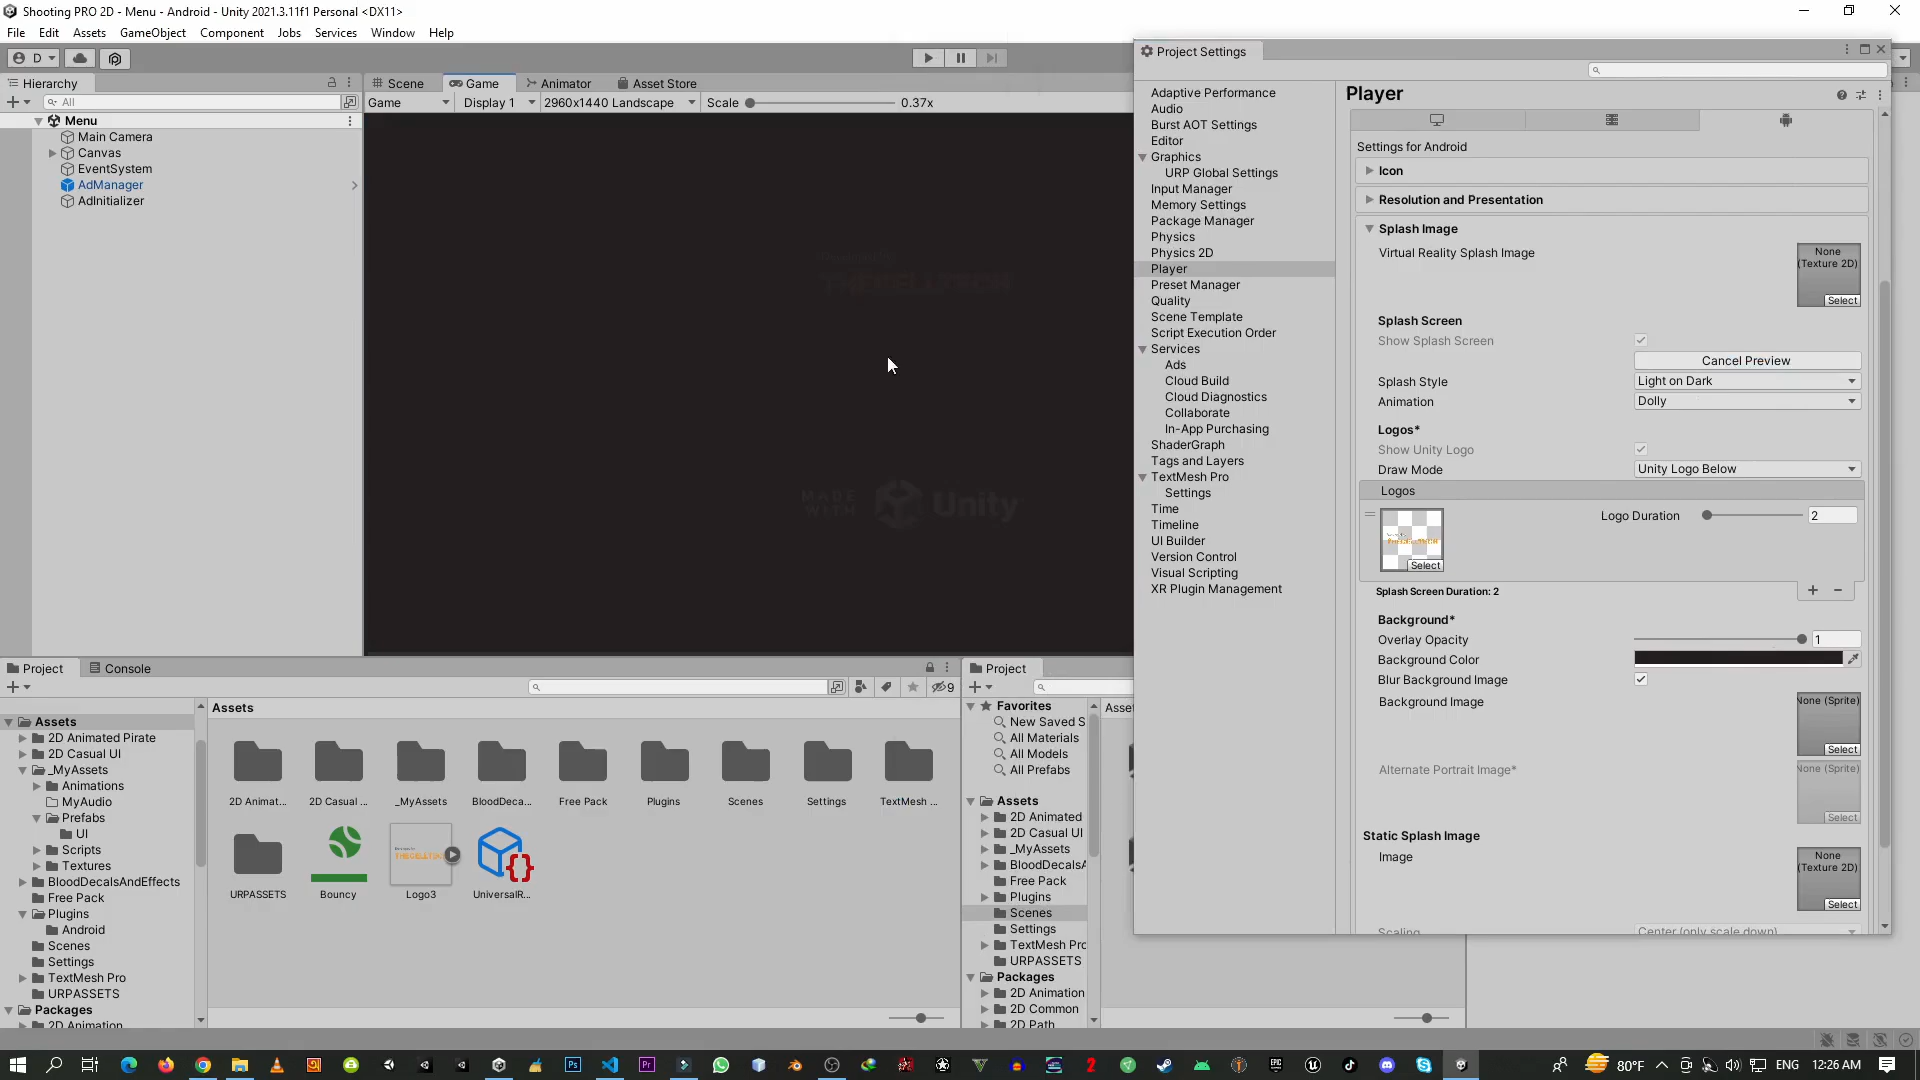 Shooting PRO 2D - Menu - Android - Unity 2021.3.11f1 Personal <DX11>
File Edit Assets GameObject Component Jobs Services Window Help
D
Hierarchy
All
Menu
Main Camera
Canvas
EventSystem
AdManager
AdInitializer
Scene Game Animator Asset Store
Game Display 1 2960x1440 Landscape Scale 0.37x
THEBELLTECH
MADE WITH Unity
Project Settings
Adaptive Performance
Audio
Burst AOT Settings
Editor
Graphics
URP Global Settings
Input Manager
Memory Settings
Package Manager
Physics
Physics 2D
Player
Preset Manager
Quality
Scene Template
Script Execution Order
Services
Ads
Cloud Build
Cloud Diagnostics
Collaborate
In-App Purchasing
ShaderGraph
Tags and Layers
TextMesh Pro
Settings
Time
Timeline
UI Builder
Version Control
Visual Scripting
XR Plugin Management
Player
Settings for Android
Icon
Resolution and Presentation
Splash Image
Virtual Reality Splash Image
None
(Texture 2D)
Select
Splash Screen
Show Splash Screen
Cancel Preview
Splash Style Light on Dark
Animation Dolly
Logos*
Show Unity Logo
Draw Mode Unity Logo Below
Logos
Logo Duration 2
Select
Splash Screen Duration: 2
Background*
Overlay Opacity 1
Background Color
Blur Background Image
Background Image
None (Sprite)
Select
Alternate Portrait Image*
None (Sprite)
Select
Static Splash Image
Image
None
(Texture 2D)
Select
Scaling Center (only scale down)
Project Console
9
Assets
2D Animated Pirate
2D Casual UI
_MyAssets
Animations
MyAudio
Prefabs
UI
Scripts
Textures
BloodDecalsAndEffects
Free Pack
Plugins
Android
Scenes
Settings
TextMesh Pro
URPASSETS
Packages
2D Animation
Assets
2D Animat... 2D Casual ... _MyAssets BloodDeca... Free Pack Plugins Scenes Settings TextMesh ...
URPASSETS Bouncy Logo3 UniversalR...
Project
Favorites
New Saved S
All Materials
All Models
All Prefabs
Assets
2D Animated
2D Casual UI
_MyAssets
BloodDecalsA
Free Pack
Plugins
Scenes
Settings
TextMesh Pro
URPASSETS
Packages
2D Animation
2D Common
2D Path
Asse
80°F ENG 12:26 AM